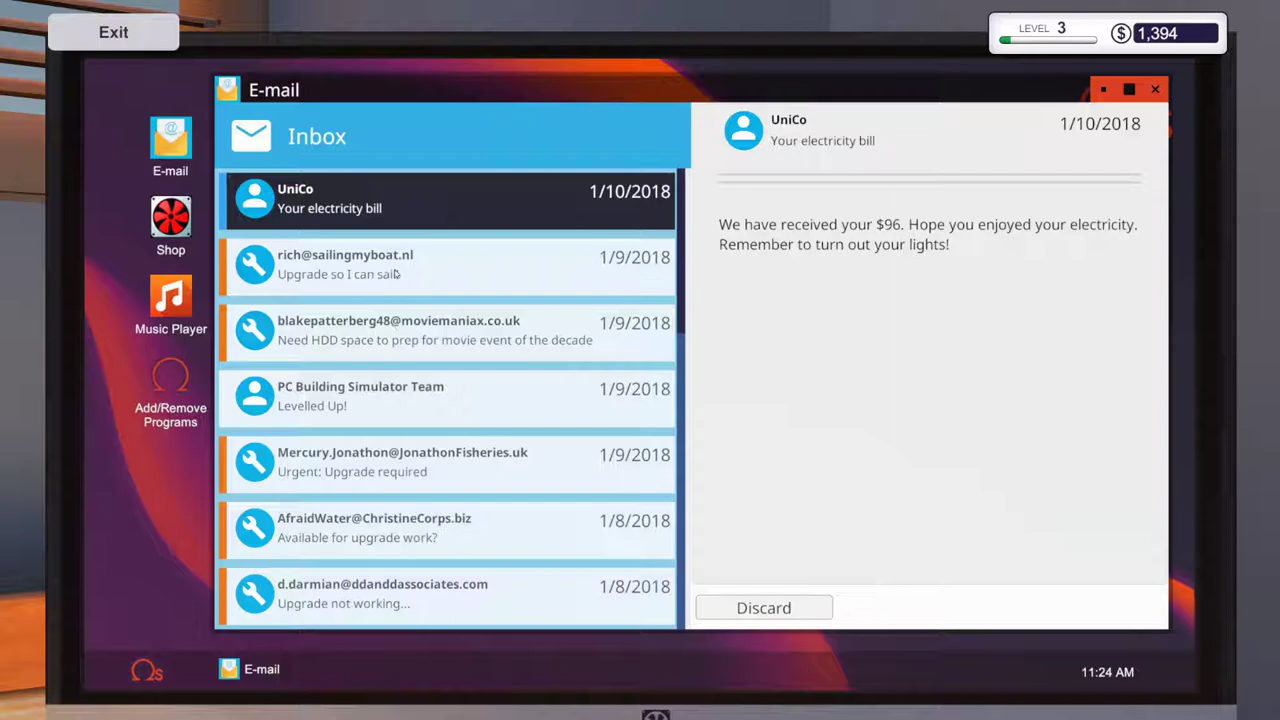 Exit
LEVEL 3
$ 1,394
E-mail
E-mail
Shop
Music Player
Add/Remove
Programs
Inbox
UniCo
1/10/2018
Your electricity bill
rich@sailingmyboat.nl
1/9/2018
Upgrade so I can sail
blakepatterberg48@moviemaniax.co.uk
1/9/2018
Need HDD space to prep for movie event of the decade
PC Building Simulator Team
1/9/2018
Levelled Up!
Mercury.Jonathon@JonathonFisheries.uk
1/9/2018
Urgent: Upgrade required
AfraidWater@ChristineCorps.biz
1/8/2018
Available for upgrade work?
d.darmian@ddanddassociates.com
1/8/2018
Upgrade not working...
UniCo
1/10/2018
Your electricity bill
We have received your $96. Hope you enjoyed your electricity.
Remember to turn out your lights!
Discard
Ωs
E-mail
11:24 AM